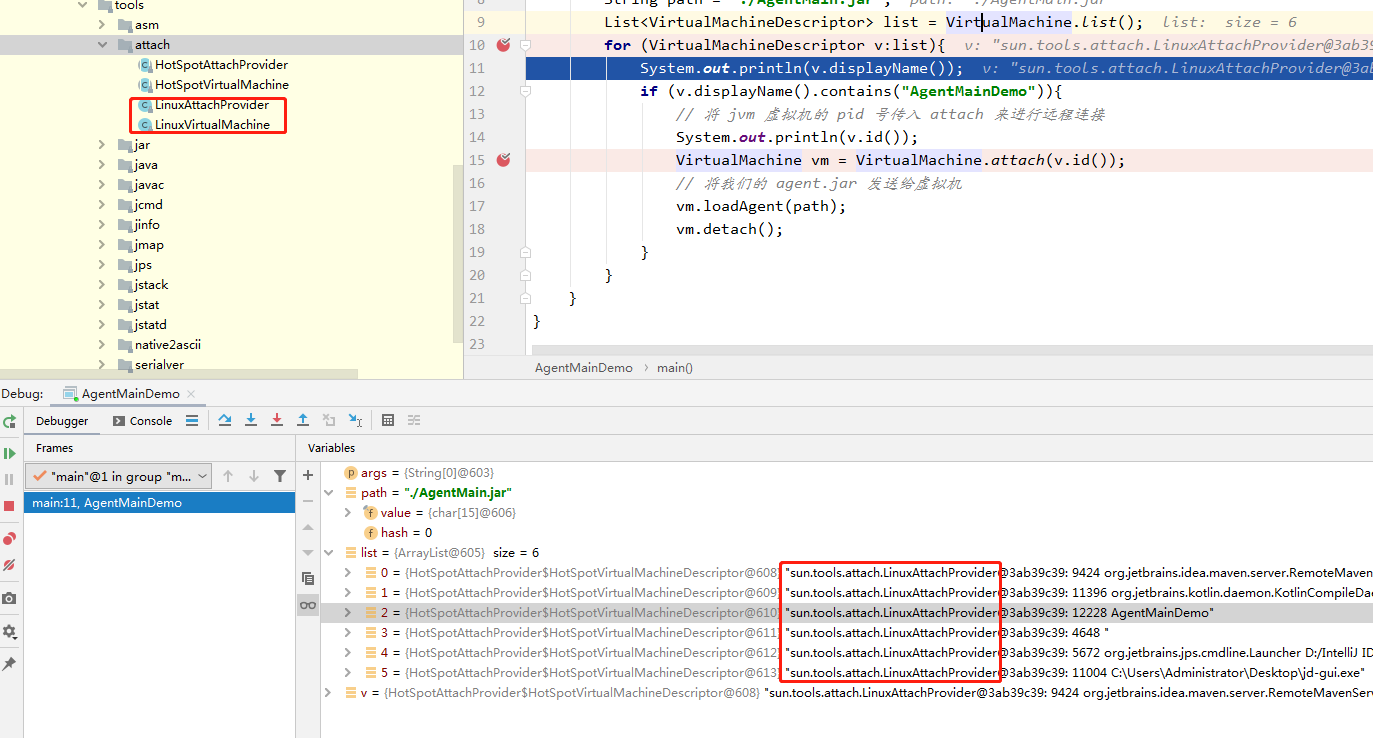 tools
asm
attach
HotSpotAttachProvider
HotSpotVirtualMachine
LinuxAttachProvider
LinuxVirtualMachine
jar
java
javac
jcmd
jinfo
jmap
jps
jstack
jstat
jstatd
native2ascii
serialver
8 String path = "./AgentMain.jar"; path: "./AgentMain.jar"
9 List<VirtualMachineDescriptor> list = VirtualMachine.list(); list: size = 6
10 for (VirtualMachineDescriptor v:list){ v: "sun.tools.attach.LinuxAttachProvider@3ab39
11 System.out.println(v.displayName()); v: "sun.tools.attach.LinuxAttachProvider@3ab
12 if (v.displayName().contains("AgentMainDemo")){
13 // 将 jvm 虚拟机的 pid 号传入 attach 来进行远程连接
14 System.out.println(v.id());
15 VirtualMachine vm = VirtualMachine.attach(v.id());
16 // 将我们的 agent.jar 发送给虚拟机
17 vm.loadAgent(path);
18 vm.detach();
19 }
20 }
21 }
22 }
23
AgentMainDemo › main()
Debug: AgentMainDemo ×
Debugger Console
Frames
"main"@1 in group "m...
main:11, AgentMainDemo
Variables
args = {String[0]@603}
path = "./AgentMain.jar"
value = {char[15]@606}
hash = 0
list = {ArrayList@605} size = 6
0 = {HotSpotAttachProvider$HotSpotVirtualMachineDescriptor@608} "sun.tools.attach.LinuxAttachProvider@3ab39c39: 9424 org.jetbrains.idea.maven.server.RemoteMaven
1 = {HotSpotAttachProvider$HotSpotVirtualMachineDescriptor@609} "sun.tools.attach.LinuxAttachProvider@3ab39c39: 11396 org.jetbrains.kotlin.daemon.KotlinCompileDae
2 = {HotSpotAttachProvider$HotSpotVirtualMachineDescriptor@610} "sun.tools.attach.LinuxAttachProvider@3ab39c39: 12228 AgentMainDemo"
3 = {HotSpotAttachProvider$HotSpotVirtualMachineDescriptor@611} "sun.tools.attach.LinuxAttachProvider@3ab39c39: 4648 "
4 = {HotSpotAttachProvider$HotSpotVirtualMachineDescriptor@612} "sun.tools.attach.LinuxAttachProvider@3ab39c39: 5672 org.jetbrains.jps.cmdline.Launcher D:/IntelliJ ID
5 = {HotSpotAttachProvider$HotSpotVirtualMachineDescriptor@613} "sun.tools.attach.LinuxAttachProvider@3ab39c39: 11004 C:\Users\Administrator\Desktop\jd-gui.exe"
v = {HotSpotAttachProvider$HotSpotVirtualMachineDescriptor@608} "sun.tools.attach.LinuxAttachProvider@3ab39c39: 9424 org.jetbrains.idea.maven.server.RemoteMavenServ